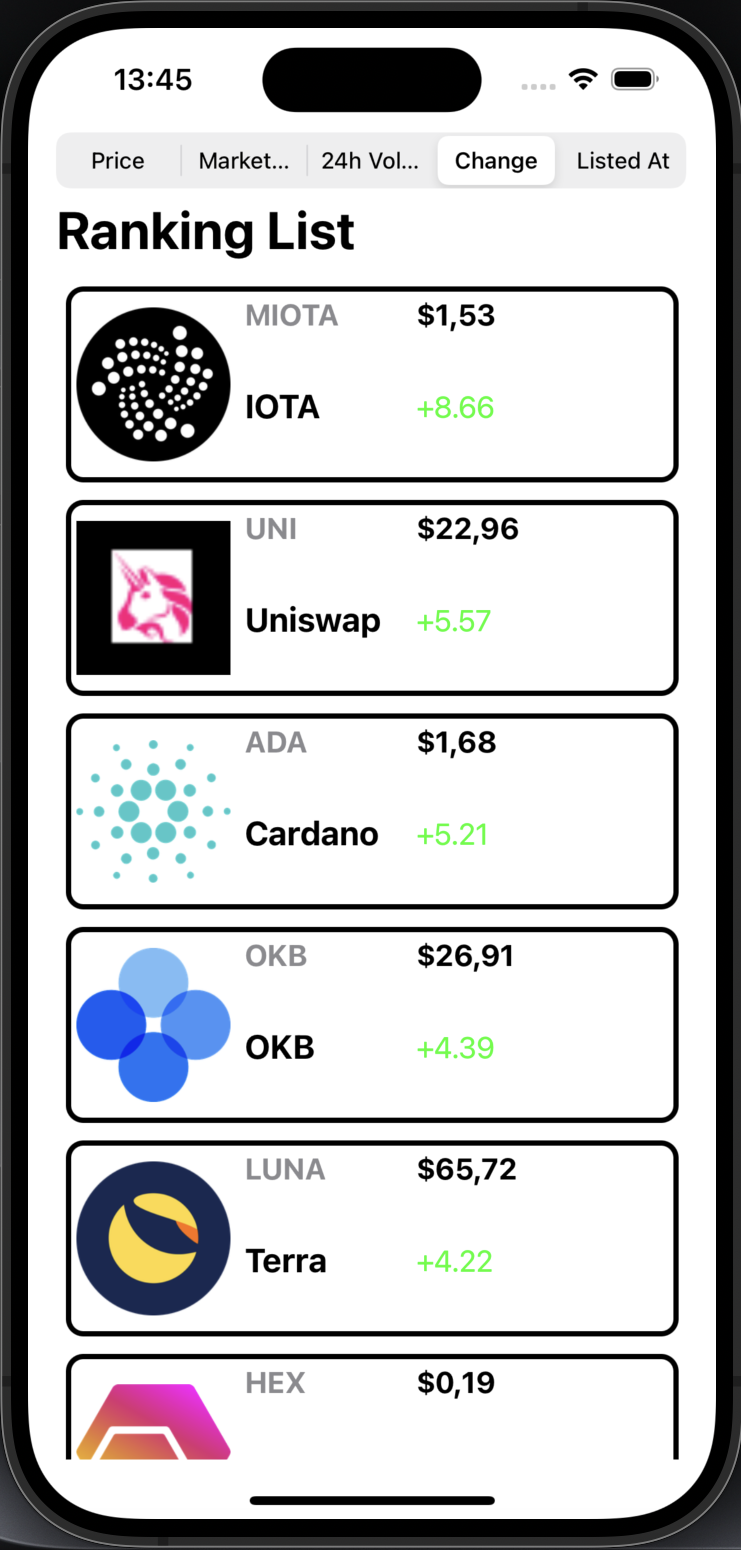 13:45
Price Market... 24h Vol... Change Listed At
Ranking List
MIOTA $1,53
IOTA +8.66
UNI $22,96
Uniswap +5.57
ADA $1,68
Cardano +5.21
OKB $26,91
OKB +4.39
LUNA $65,72
Terra +4.22
HEX $0,19